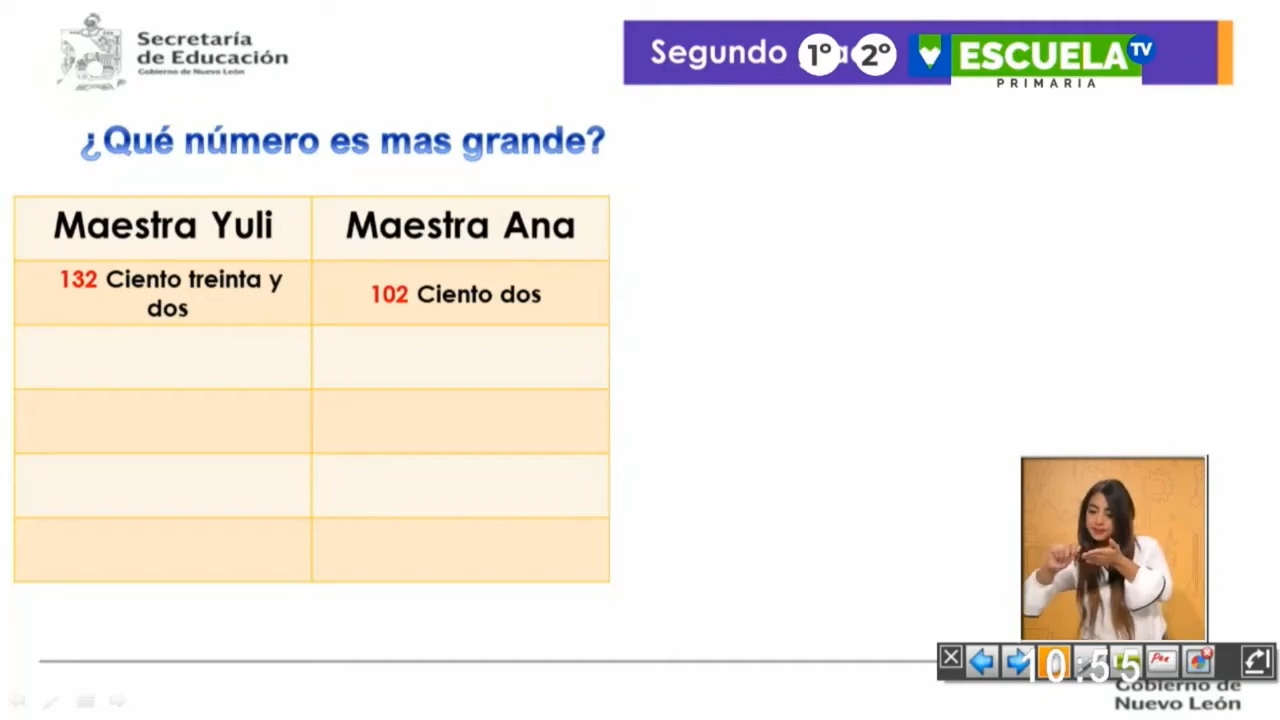 Secretaría
de Educación
Gobierno de Nuevo León
Segundo
1° 2°
ESCUELA TV
PRIMARIA
¿Qué número es mas grande?
Maestra Yuli
Maestra Ana
132 Ciento treinta y
dos
102 Ciento dos
10:55
Gobierno de
Nuevo León